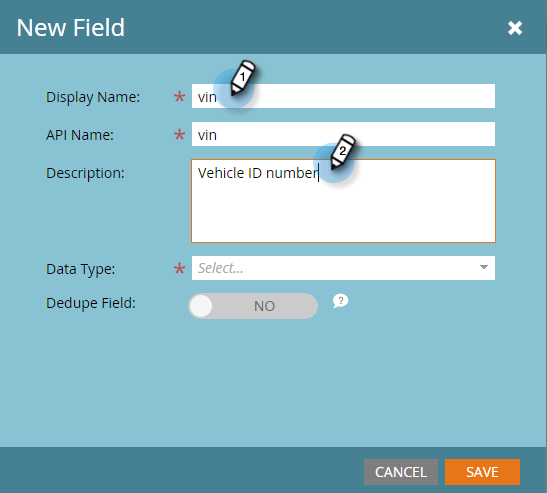 New Field
Display Name: * vin 1
API Name: * vin
Description: Vehicle ID number 2
Data Type: * Select...
Dedupe Field: NO ?
CANCEL SAVE